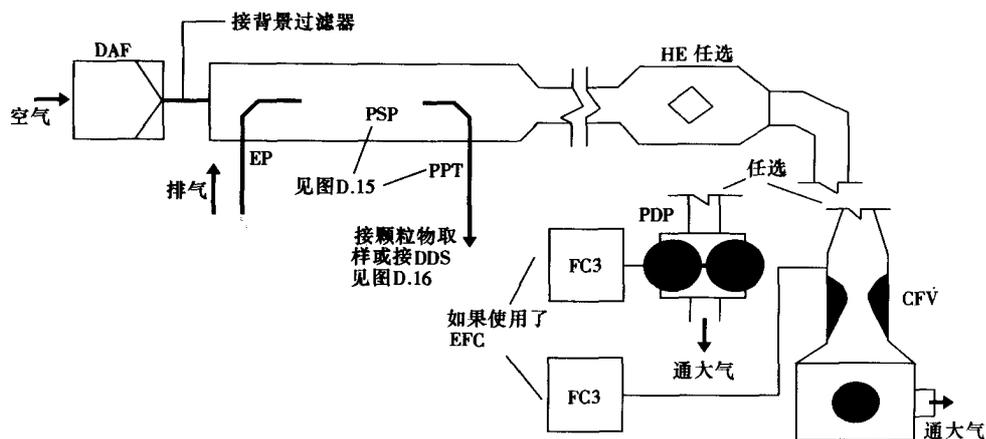 接背景过滤器
DAF
HE 任选
空气
PSP
EP
PPT
见图D.15
排气
任选
PDP
接颗粒物取
样或接DDS
见图D.16
FC3
CFV
如果使用了
EFC
通大气
FC3
通大气